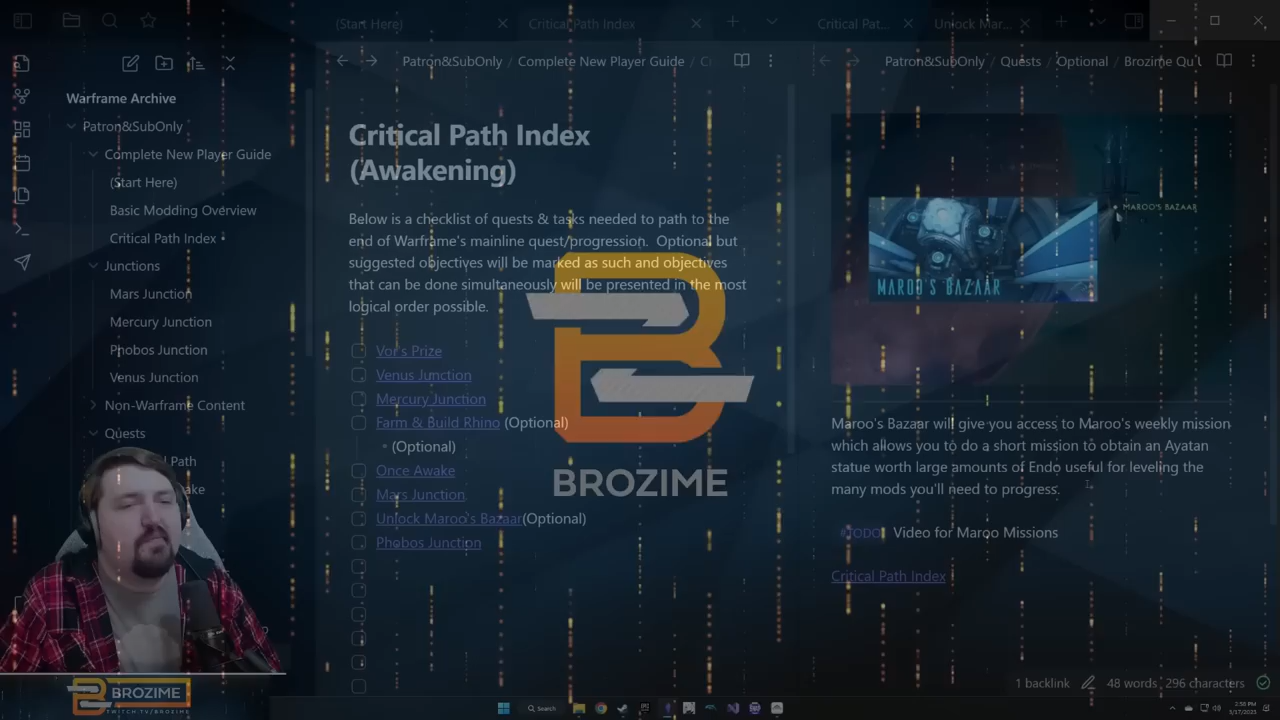 (Start Here)
Critical Path Index
Critical Pat...
Unlock Mar...
Patron&SubOnly / Complete New Player Guide /
Patron&SubOnly / Quests / Optional / Brozime Qu
Warframe Archive
Patron&SubOnly
Complete New Player Guide
(Start Here)
Basic Modding Overview
Critical Path Index
Junctions
Mars Junction
Mercury Junction
Phobos Junction
Venus Junction
Non-Warframe Content
Quests
Path
ake
Critical Path Index
(Awakening)
Below is a checklist of quests & tasks needed to path to the
end of Warframe's mainline quest/progression. Optional but
suggested objectives will be marked as such and objectives
that can be done simultaneously will be presented in the most
logical order possible.
Vor's Prize
Venus Junction
Mercury Junction
Farm & Build Rhino (Optional)
(Optional)
Once Awake
Mars Junction
Unlock Maroo's Bazaar(Optional)
Phobos Junction
BROZIME
MAROO'S BAZAAR
MAROO'S BAZAAR
Maroo's Bazaar will give you access to Maroo's weekly mission
which allows you to do a short mission to obtain an Ayatan
statue worth large amounts of Endo useful for leveling the
many mods you'll need to progress.
#TODO Video for Maroo Missions
Critical Path Index
1 backlink
48 words
296 characters
BROZIME
TWITCH.TV/BROZIME
Search
2:58 PM